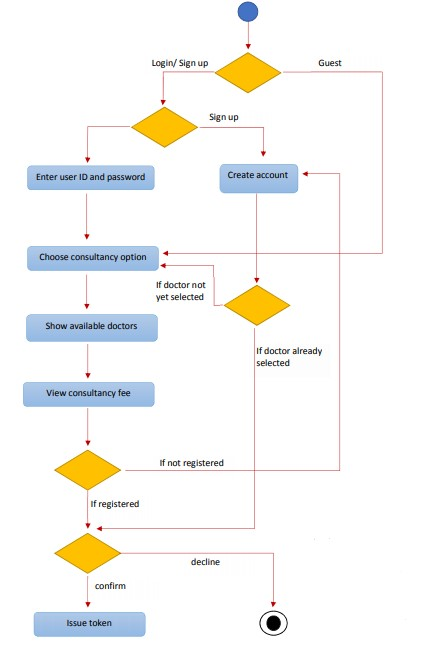 Login/ Sign up
Guest
Sign up
Enter user ID and password
Create account
Choose consultancy option
If doctor not
yet selected
Show available doctors
If doctor already
selected
View consultancy fee
If not registered
If registered
decline
confirm
Issue token